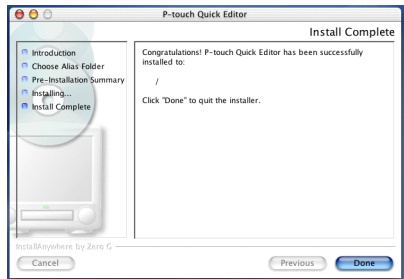 P-touch Quick Editor
Install Complete
Introduction
Choose Alias Folder
Pre-Installation Summary
Installing...
Install Complete
Congratulations! P-touch Quick Editor has been successfully
installed to:
/
Click "Done" to quit the installer.
InstallAnywhere by Zero G
Cancel
Previous
Done